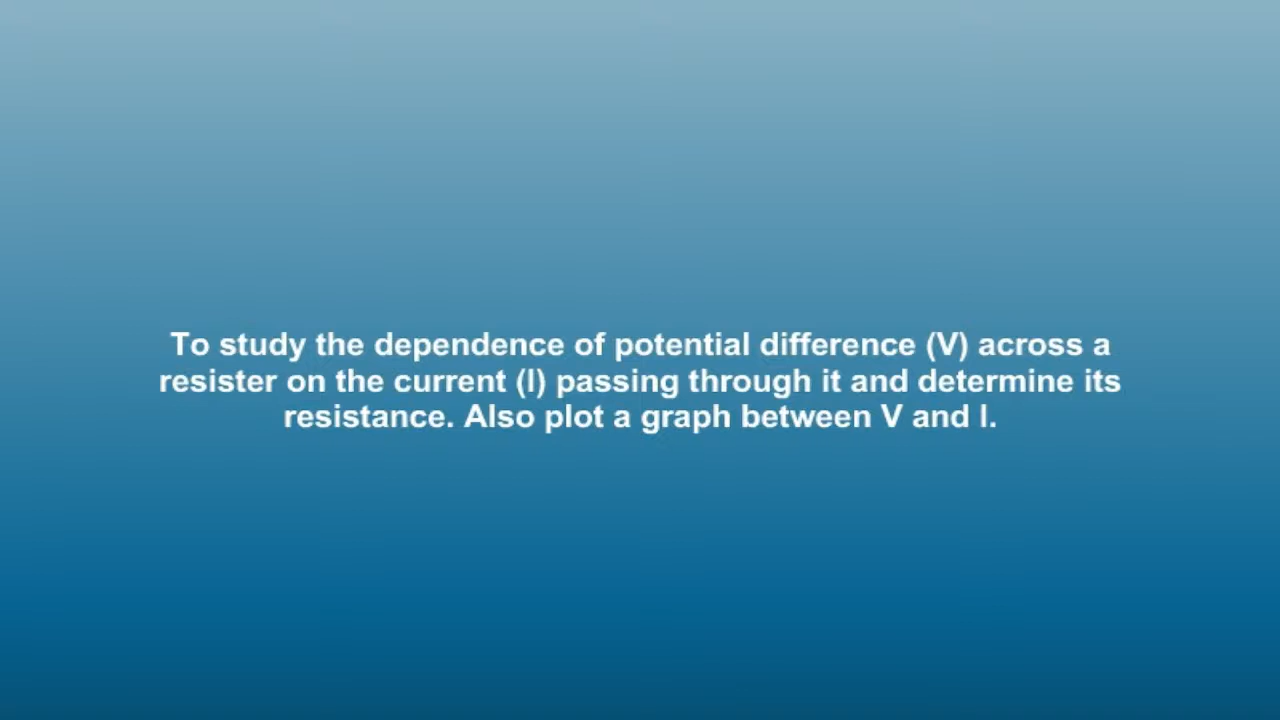 To study the dependence of potential difference (V) across a
resister on the current (I) passing through it and determine its
resistance. Also plot a graph between V and I.